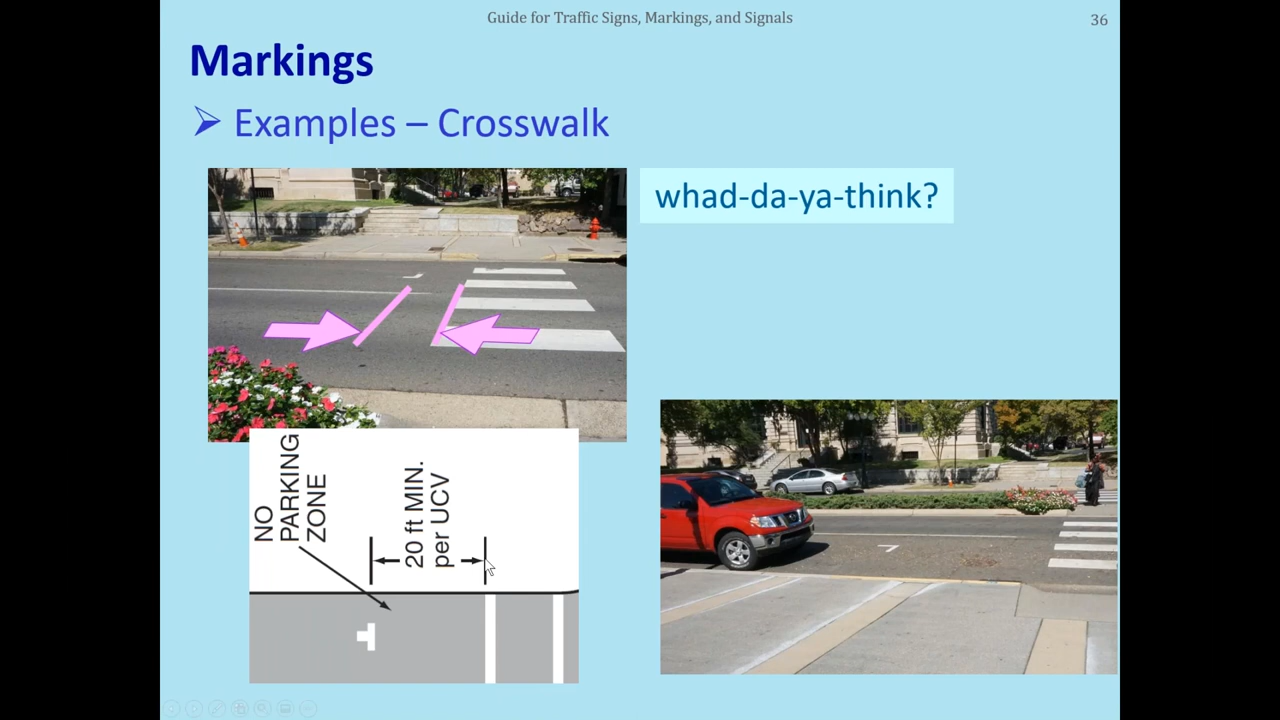 Guide for Traffic Signs, Markings, and Signals
36
Markings
Examples – Crosswalk
whad-da-ya-think?
NO
PARKING
ZONE
20 ft MIN.
per UCV